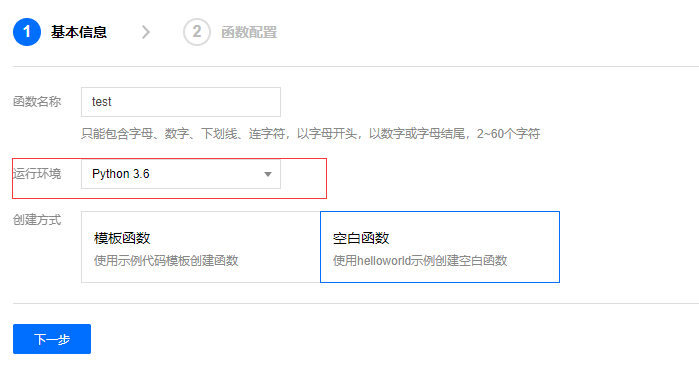 1 基本信息 2 函数配置
函数名称 test
只能包含字母、数字、下划线、连字符，以字母开头，以数字或字母结尾，2~60个字符
运行环境 Python 3.6
创建方式
模板函数 空白函数
使用示例代码模板创建函数 使用helloworld示例创建空白函数
下一步